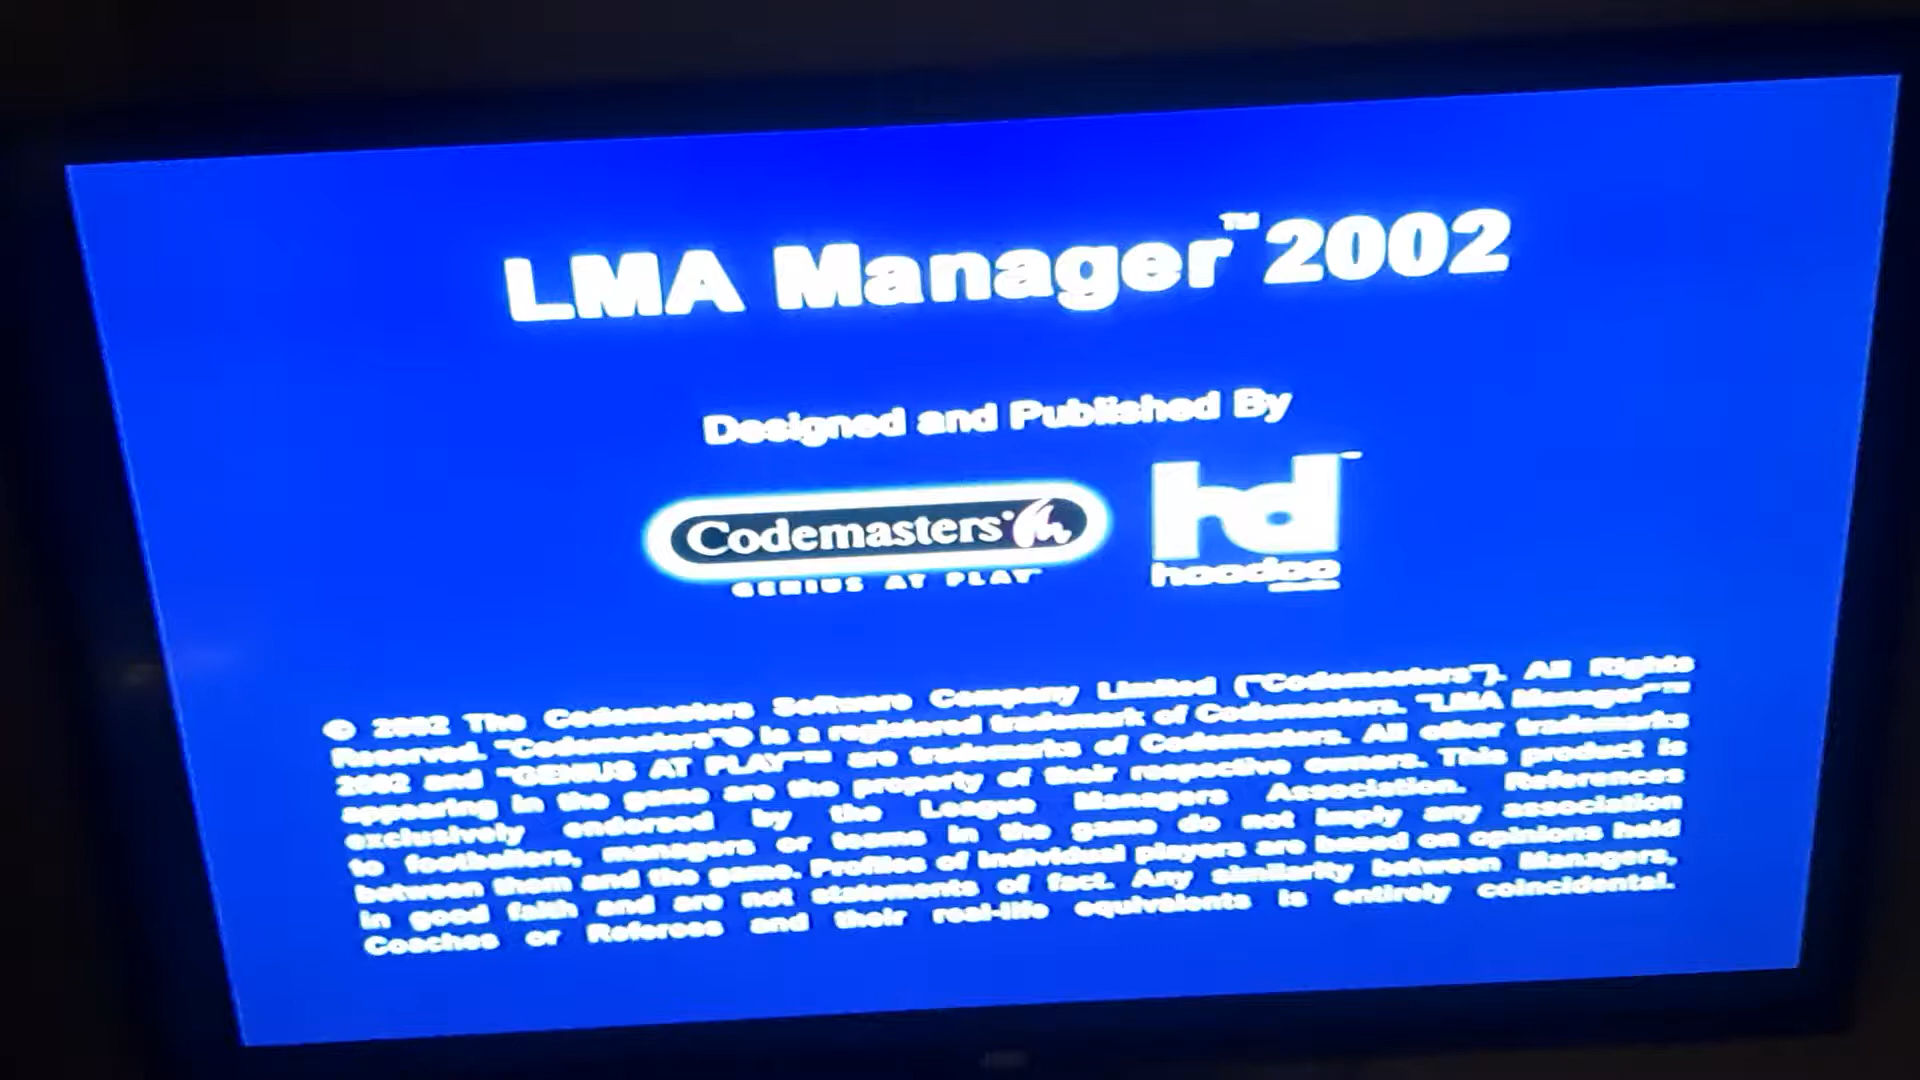 LMA Manager™ 2002
Designed and Published By
Codemasters®
GENIUS AT PLAY™
hd™
hoodoo
© 2002 The Codemasters Software Company Limited ("Codemasters"). All Rights
Reserved. "Codemasters"® is a registered trademark of Codemasters. "LMA Manager"™
2002 and "GENIUS AT PLAY"™ are trademarks of Codemasters. All other trademarks
appearing in the game are the property of their respective owners. This product is
exclusively endorsed by the League Managers Association. References
to footballers, managers or teams in the game do not imply any association
between them and the game. Profiles of individual players are based on opinions held
in good faith and are not statements of fact. Any similarity between Managers,
Coaches or Referees and their real-life equivalents is entirely coincidental.